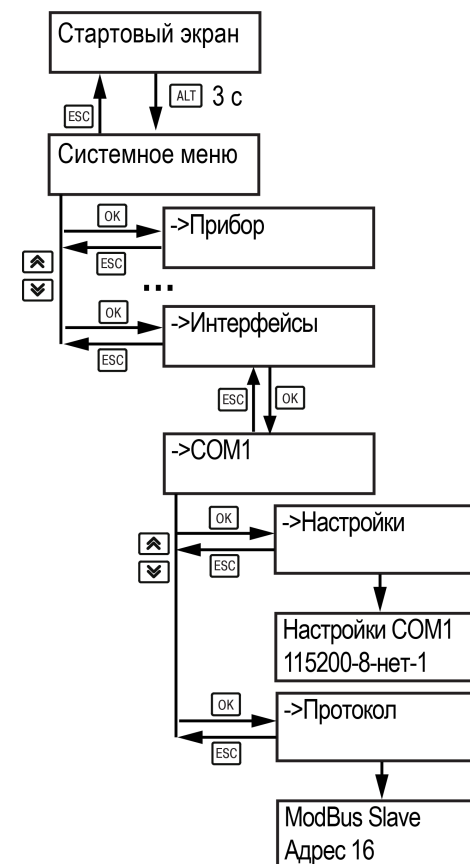 Стартовый экран
ESC
ALT 3 с
Системное меню
OK
->Прибор
ESC
...
OK
->Интерфейсы
ESC
ESC
OK
->COM1
OK
->Настройки
ESC
Настройки COM1
115200-8-нет-1
OK
->Протокол
ESC
ModBus Slave
Адрес 16